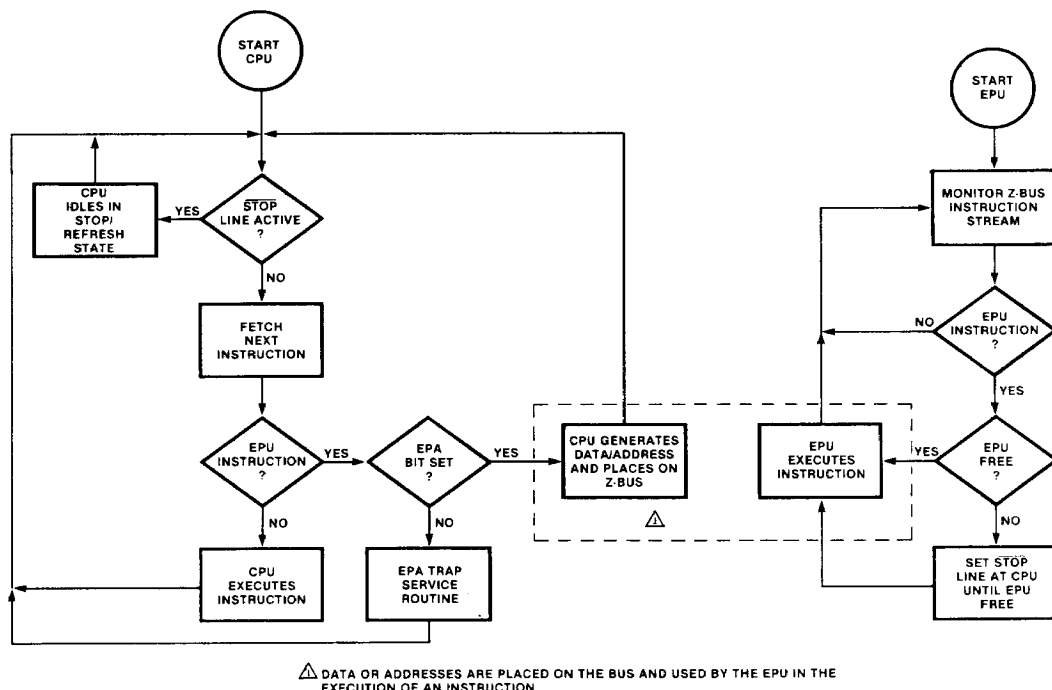 START
CPU
START
EPU
CPU
IDLES IN
STOP/
REFRESH
STATE
YES
STOP
LINE ACTIVE
?
NO
FETCH
NEXT
INSTRUCTION
EPU
INSTRUCTION
?
YES
EPA
BIT SET
?
YES
CPU GENERATES
DATA/ADDRESS
AND PLACES ON
Z-BUS
1
NO
NO
CPU
EXECUTES
INSTRUCTION
EPA TRAP
SERVICE
ROUTINE
MONITOR Z-BUS
INSTRUCTION
STREAM
NO
EPU
INSTRUCTION
?
YES
EPU
EXECUTES
INSTRUCTION
YES
EPU
FREE
?
NO
SET STOP
LINE AT CPU
UNTIL EPU
FREE
1 DATA OR ADDRESSES ARE PLACED ON THE BUS AND USED BY THE EPU IN THE
EXECUTION OF AN INSTRUCTION